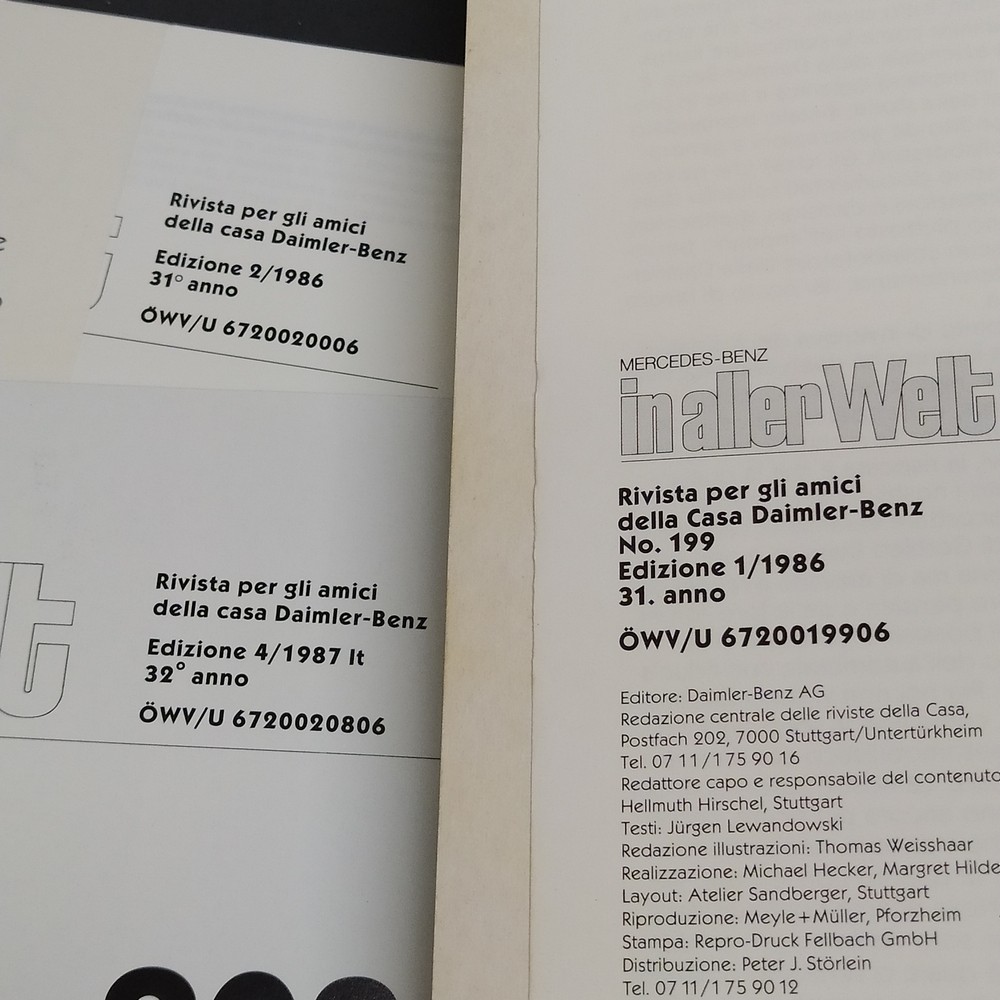 Rivista per gli amici
della casa Daimler-Benz
Edizione 2/1986
31° anno
ÖWV/U 6720020006
Rivista per gli amici
della casa Daimler-Benz
Edizione 4/1987 It
32° anno
ÖWV/U 6720020806
MERCEDES-BENZ
in aller Welt
Rivista per gli amici
della Casa Daimler-Benz
No. 199
Edizione 1/1986
31. anno
ÖWV/U 6720019906
Editore: Daimler-Benz AG
Redazione centrale delle riviste della Casa,
Postfach 202, 7000 Stuttgart/Untertürkheim
Tel. 07 11/1 75 90 16
Redattore capo e responsabile del contenuto
Hellmuth Hirschel, Stuttgart
Testi: Jürgen Lewandowski
Redazione illustrazioni: Thomas Weisshaar
Realizzazione: Michael Hecker, Margret Hilde
Layout: Atelier Sandberger, Stuttgart
Riproduzione: Meyle+Müller, Pforzheim
Stampa: Repro-Druck Fellbach GmbH
Distribuzione: Peter J. Störlein
Tel. 07 11/1 75 90 12